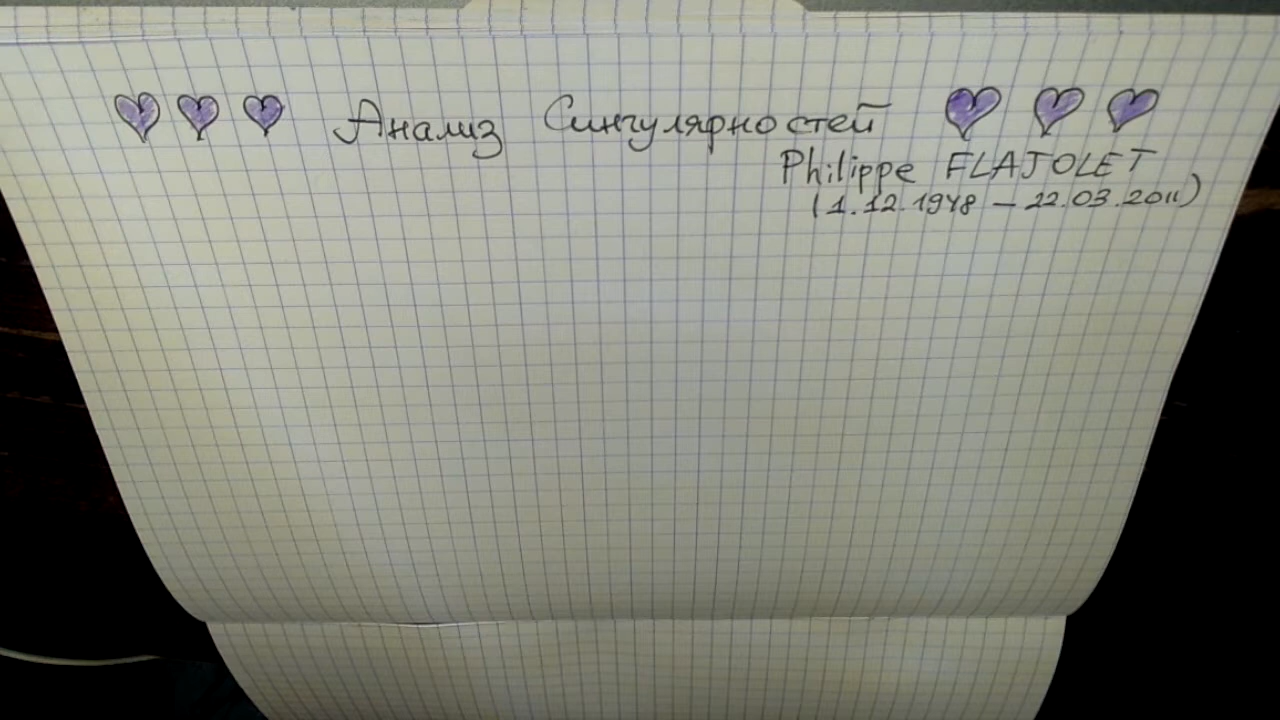 Анализ Сингулярностей
Philippe FLAJOLET
(1.12.1948 – 22.03.2011)